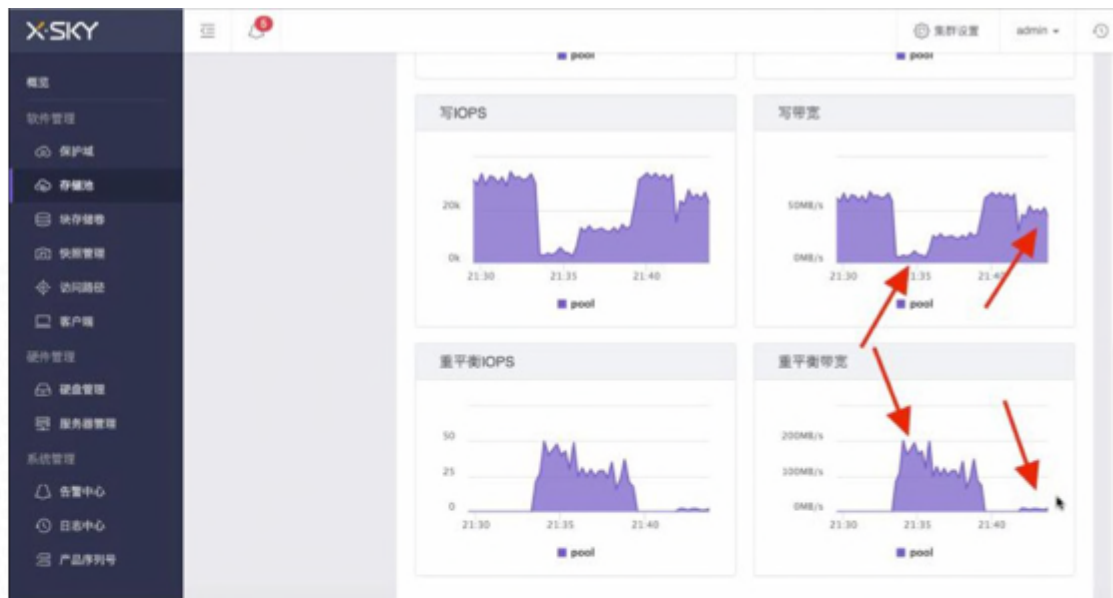 X-SKY
5
集群设置
admin
概览
软件管理
保护域
存储池
块存储卷
快照管理
访问路径
客户端
硬件管理
硬盘管理
服务器管理
系统管理
告警中心
日志中心
产品序列号
pool
pool
写IOPS
20k
0k
21:30
21:35
21:40
pool
写带宽
50MB/s
0MB/s
21:30
21:35
21:40
pool
重平衡IOPS
50
25
0
21:30
21:35
21:40
pool
重平衡带宽
200MB/s
100MB/s
0MB/s
21:30
21:35
21:40
pool